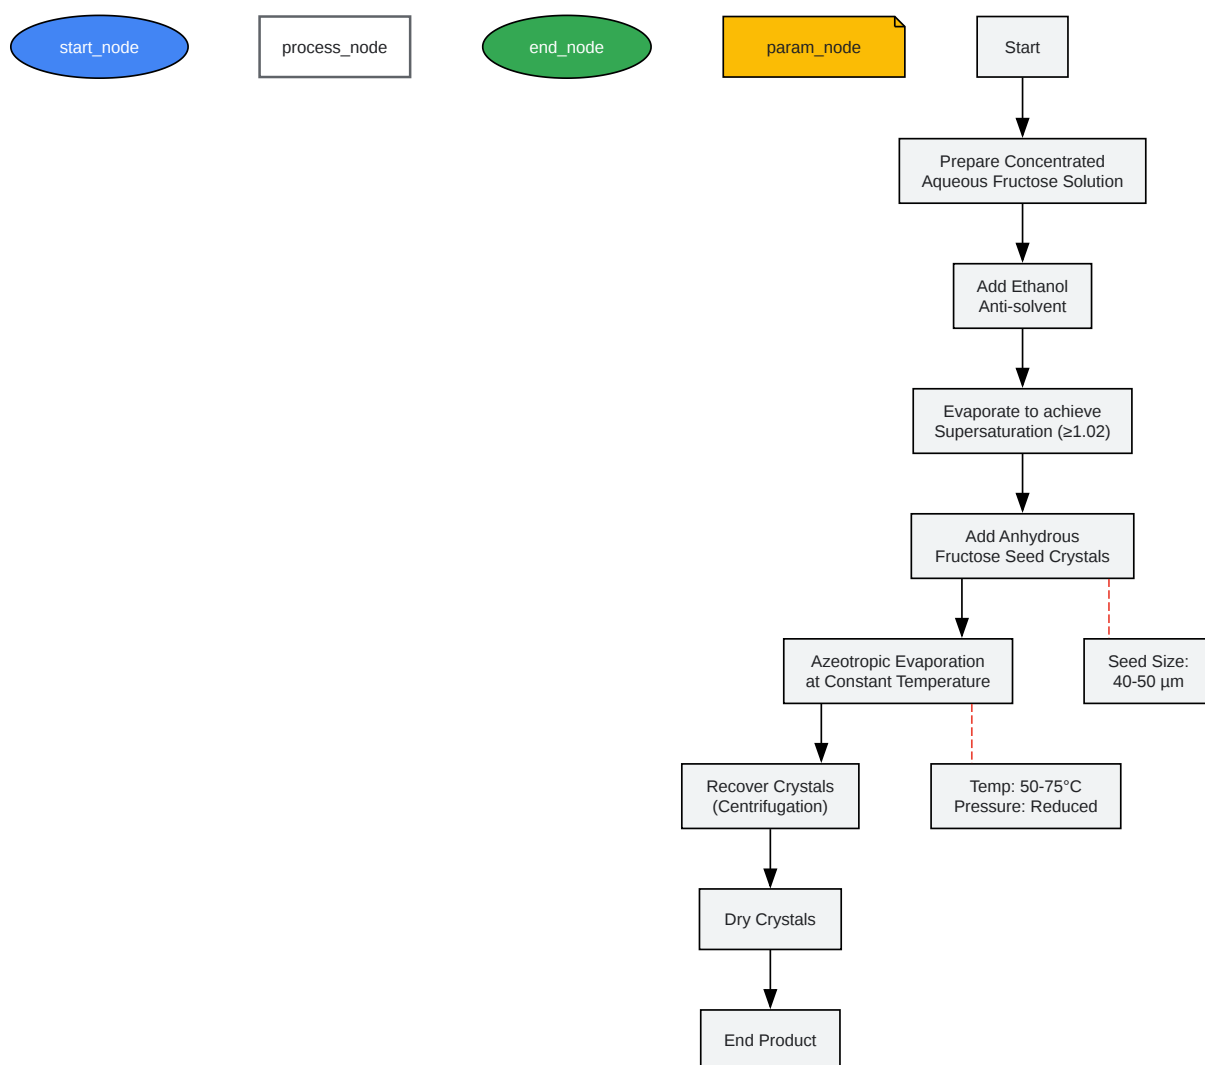 start_node
process_node
end_node
param_node
Start
Prepare Concentrated
Aqueous Fructose Solution
Add Ethanol
Anti-solvent
Evaporate to achieve
Supersaturation (≥1.02)
Add Anhydrous
Fructose Seed Crystals
Azeotropic Evaporation
at Constant Temperature
Seed Size:
40-50 µm
Recover Crystals
(Centrifugation)
Temp: 50-75°C
Pressure: Reduced
Dry Crystals
End Product